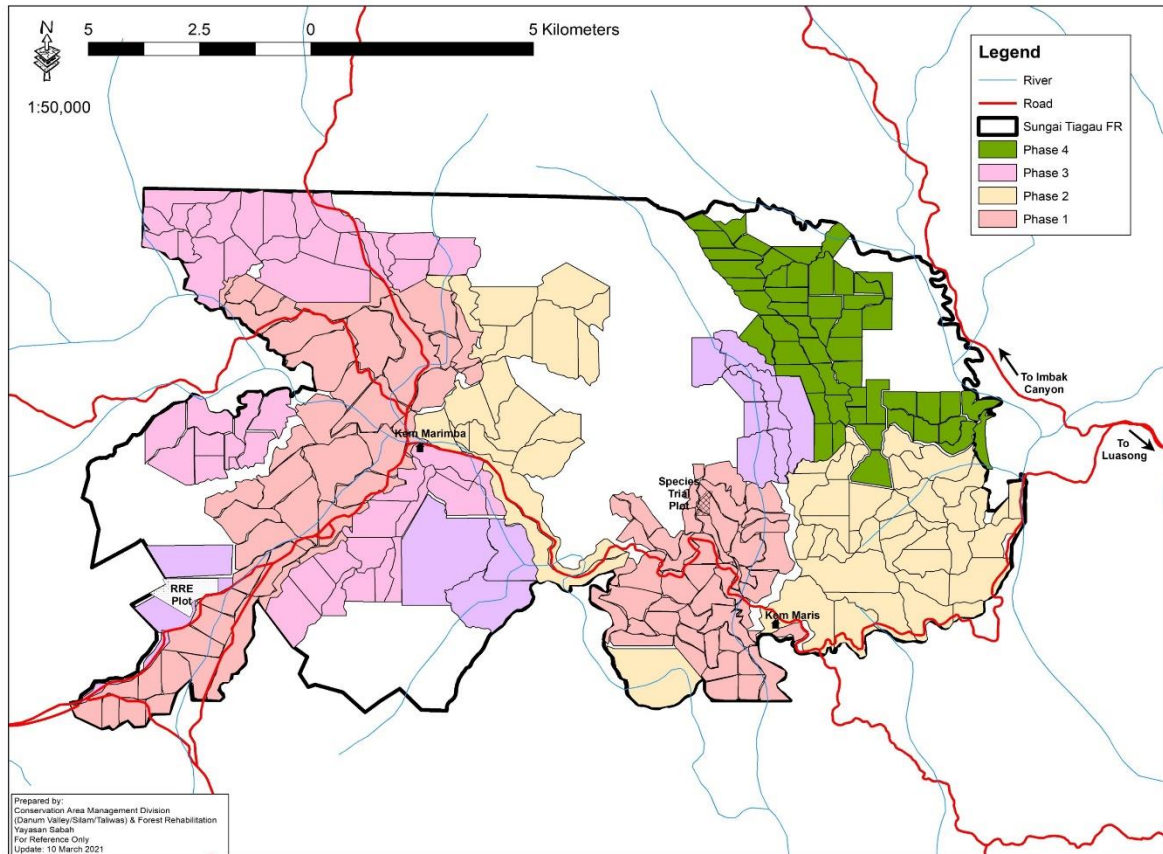 N
5 2.5 0 5 Kilometers
1:50,000
Legend
River
Road
Sungai Tiagau FR
Phase 4
Phase 3
Phase 2
Phase 1
To Imbak
Canyon
To
Luasong
Kem Marimba
Species
Trial
Plot
RRE
Plot
Kem Maris
Prepared by:
Conservation Area Management Division
(Danum Valley/Silam/Taliwas) & Forest Rehabilitation
Yayasan Sabah
For Reference Only
Update: 10 March 2021